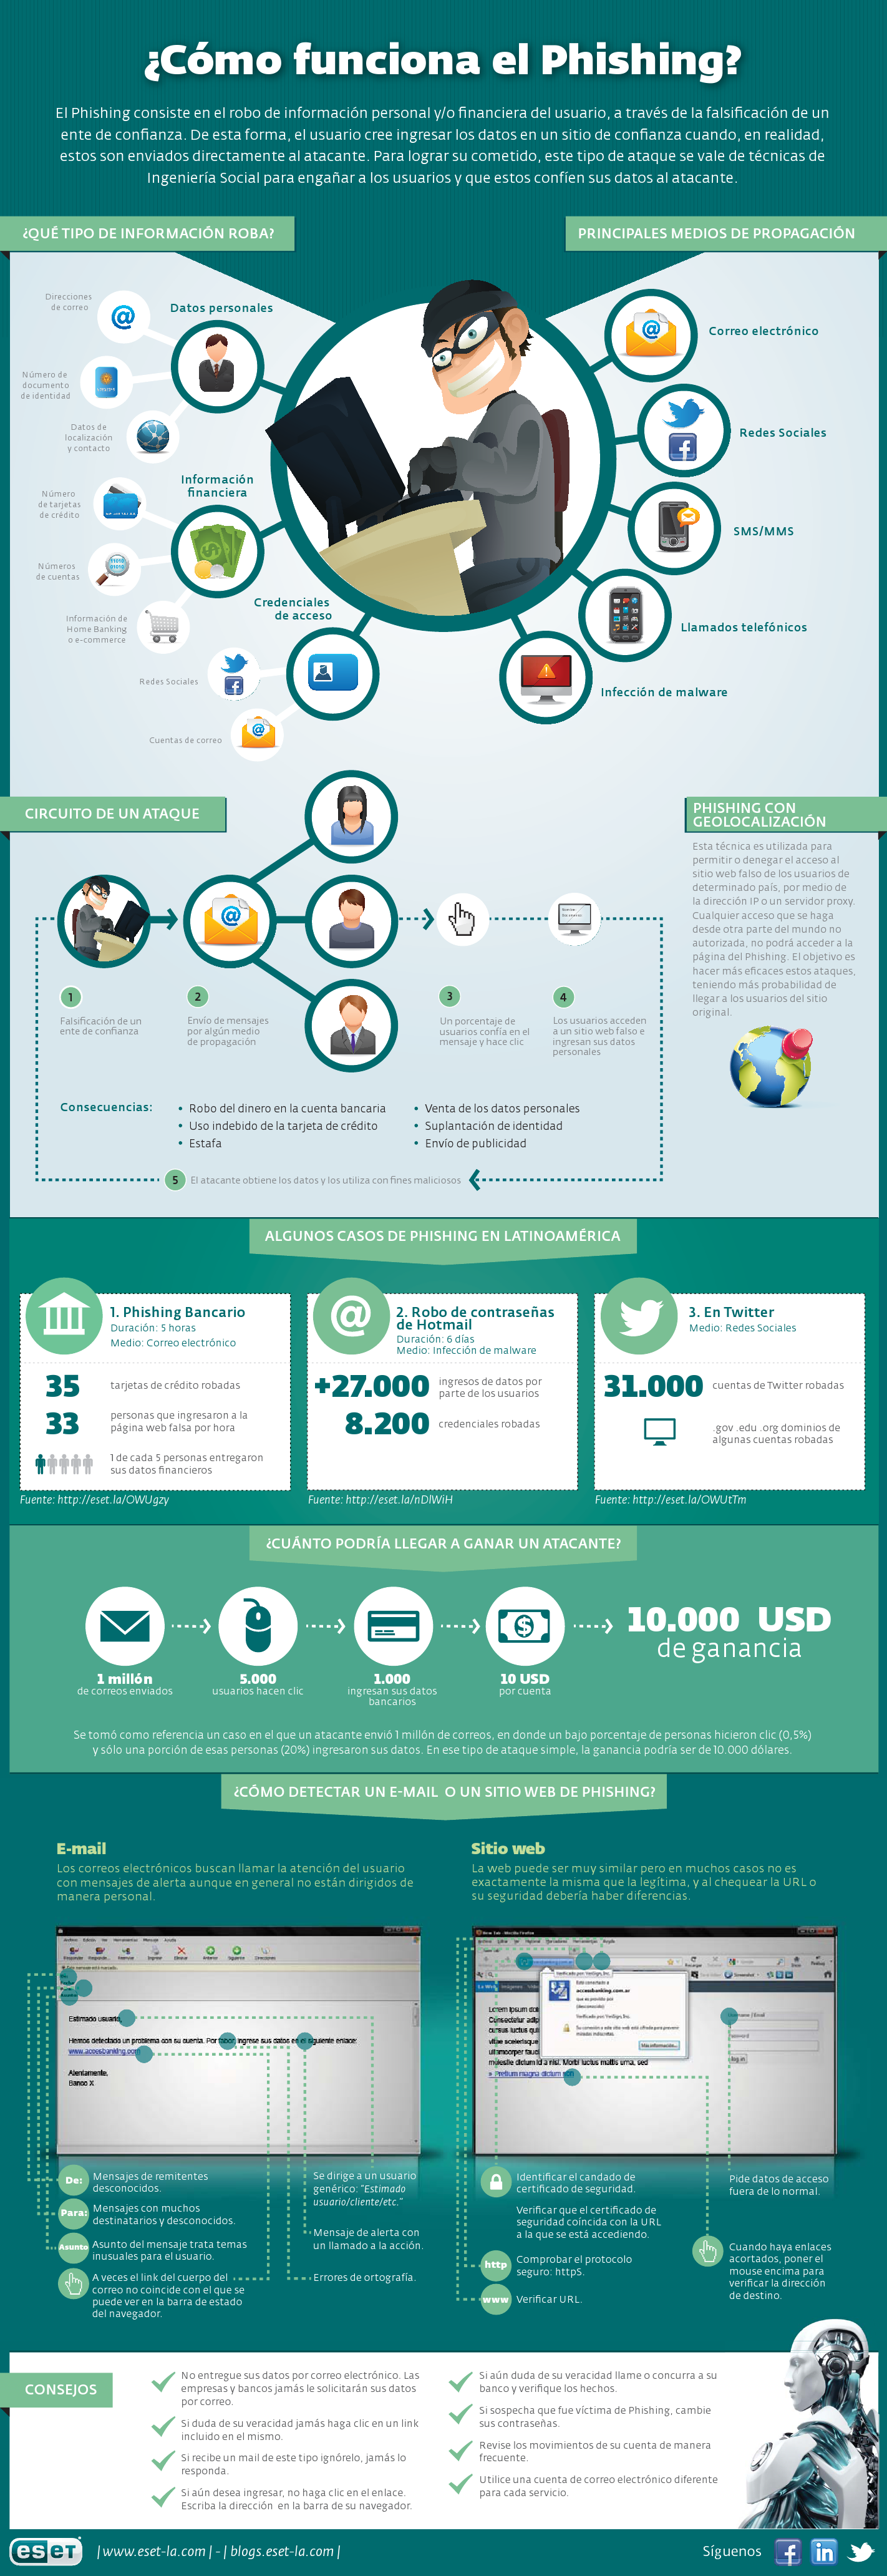 ¿Cómo funciona el Phishing?
El Phishing consiste en el robo de información personal y/o financiera del usuario, a través de la falsificación de un
ente de confianza. De esta forma, el usuario cree ingresar los datos en un sitio de confianza cuando, en realidad,
estos son enviados directamente al atacante. Para lograr su cometido, este tipo de ataque se vale de técnicas de
Ingeniería Social para engañar a los usuarios y que estos confíen sus datos al atacante.
¿QUÉ TIPO DE INFORMACIÓN ROBA?
Datos personales
Direcciones
de correo
Número de
documento
de identidad
Datos de
localización
y contacto
Información
financiera
Número
de tarjetas
de crédito
Números
de cuentas
Información de
Home Banking
o e-commerce
Credenciales
de acceso
Redes Sociales
Cuentas de correo
PRINCIPALES MEDIOS DE PROPAGACIÓN
Correo electrónico
Redes Sociales
SMS/MMS
Llamados telefónicos
Infección de malware
CIRCUITO DE UN ATAQUE
1
Falsificación de un
ente de confianza
2
Envío de mensajes
por algún medio
de propagación
3
Un porcentaje de
usuarios confía en el
mensaje y hace clic
4
Los usuarios acceden
a un sitio web falso e
ingresan sus datos
personales
Consecuencias:
• Robo del dinero en la cuenta bancaria
• Uso indebido de la tarjeta de crédito
• Estafa
• Venta de los datos personales
• Suplantación de identidad
• Envío de publicidad
5 El atacante obtiene los datos y los utiliza con fines maliciosos
PHISHING CON
GEOLOCALIZACIÓN
Esta técnica es utilizada para
permitir o denegar el acceso al
sitio web falso de los usuarios de
determinado país, por medio de
la dirección IP o un servidor proxy.
Cualquier acceso que se haga
desde otra parte del mundo no
autorizada, no podrá acceder a la
página del Phishing. El objetivo es
hacer más eficaces estos ataques,
teniendo más probabilidad de
llegar a los usuarios del sitio
original.
ALGUNOS CASOS DE PHISHING EN LATINOAMÉRICA
1. Phishing Bancario
Duración: 5 horas
Medio: Correo electrónico
35 tarjetas de crédito robadas
33 personas que ingresaron a la
página web falsa por hora
1 de cada 5 personas entregaron
sus datos financieros
Fuente: http://eset.la/OWUgzy
2. Robo de contraseñas
de Hotmail
Duración: 6 días
Medio: Infección de malware
+27.000 ingresos de datos por
parte de los usuarios
8.200 credenciales robadas
Fuente: http://eset.la/nDlWiH
3. En Twitter
Medio: Redes Sociales
31.000 cuentas de Twitter robadas
.gov .edu .org dominios de
algunas cuentas robadas
Fuente: http://eset.la/OWUtTm
¿CUÁNTO PODRÍA LLEGAR A GANAR UN ATACANTE?
1 millón
de correos enviados
5.000
usuarios hacen clic
1.000
ingresan sus datos
bancarios
10 USD
por cuenta
10.000 USD
de ganancia
Se tomó como referencia un caso en el que un atacante envió 1 millón de correos, en donde un bajo porcentaje de personas hicieron clic (0,5%)
y sólo una porción de esas personas (20%) ingresaron sus datos. En ese tipo de ataque simple, la ganancia podría ser de 10.000 dólares.
¿CÓMO DETECTAR UN E-MAIL O UN SITIO WEB DE PHISHING?
E-mail
Los correos electrónicos buscan llamar la atención del usuario
con mensajes de alerta aunque en general no están dirigidos de
manera personal.
Estimado usuario,
Hemos detectado un problema con su cuenta. Por favor, ingrese sus datos en el siguiente enlace:
www.accesbanking.com
Atentamente,
Banco X
De: Mensajes de remitentes
desconocidos.
Para: Mensajes con muchos
destinatarios y desconocidos.
Asunto Asunto del mensaje trata temas
inusuales para el usuario.
A veces el link del cuerpo del
correo no coincide con el que se
puede ver en la barra de estado
del navegador.
Se dirige a un usuario
genérico: "Estimado
usuario/cliente/etc."
Mensaje de alerta con
un llamado a la acción.
Errores de ortografía.
Sitio web
La web puede ser muy similar pero en muchos casos no es
exactamente la misma que la legítima, y al chequear la URL o
su seguridad debería haber diferencias.
accessbanking.com.ar
Identificar el candado de
certificado de seguridad.
Verificar que el certificado de
seguridad coincida con la URL
a la que se está accediendo.
http Comprobar el protocolo
seguro: httpS.
www Verificar URL.
Pide datos de acceso
fuera de lo normal.
Cuando haya enlaces
acortados, poner el
mouse encima para
verificar la dirección
de destino.
CONSEJOS
No entregue sus datos por correo electrónico. Las
empresas y bancos jamás le solicitarán sus datos
por correo.
Si duda de su veracidad jamás haga clic en un link
incluido en el mismo.
Si recibe un mail de este tipo ignórelo, jamás lo
responda.
Si aún desea ingresar, no haga clic en el enlace.
Escriba la dirección en la barra de su navegador.
Si aún duda de su veracidad llame o concurra a su
banco y verifique los hechos.
Si sospecha que fue víctima de Phishing, cambie
sus contraseñas.
Revise los movimientos de su cuenta de manera
frecuente.
Utilice una cuenta de correo electrónico diferente
para cada servicio.
eset | www.eset-la.com | - | blogs.eset-la.com |
Síguenos